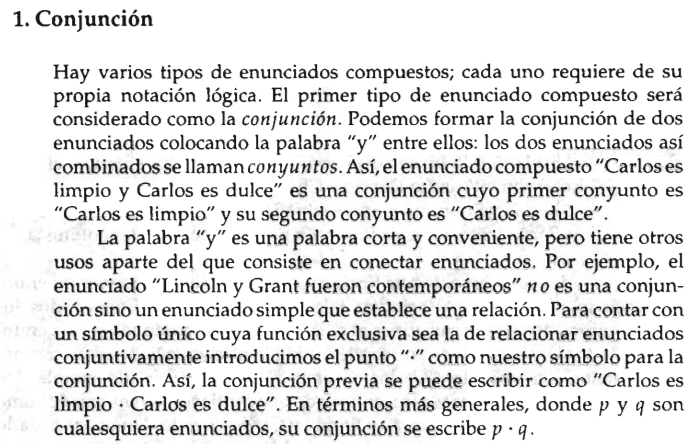 1. Conjunción
Hay varios tipos de enunciados compuestos; cada uno requiere de su
propia notación lógica. El primer tipo de enunciado compuesto será
considerado como la conjunción. Podemos formar la conjunción de dos
enunciados colocando la palabra "y" entre ellos: los dos enunciados así
combinados se llaman conyuntos. Así, el enunciado compuesto "Carlos es
limpio y Carlos es dulce" es una conjunción cuyo primer conyunto es
"Carlos es limpio" y su segundo conyunto es "Carlos es dulce".
La palabra "y" es una palabra corta y conveniente, pero tiene otros
usos aparte del que consiste en conectar enunciados. Por ejemplo, el
enunciado "Lincoln y Grant fueron contemporáneos" no es una conjun-
ción sino un enunciado simple que establece una relación. Para contar con
un símbolo único cuya función exclusiva sea la de relacionar enunciados
conjuntivamente introducimos el punto "·" como nuestro símbolo para la
conjunción. Así, la conjunción previa se puede escribir como "Carlos es
limpio · Carlos es dulce". En términos más generales, donde p y q son
cualesquiera enunciados, su conjunción se escribe p · q.